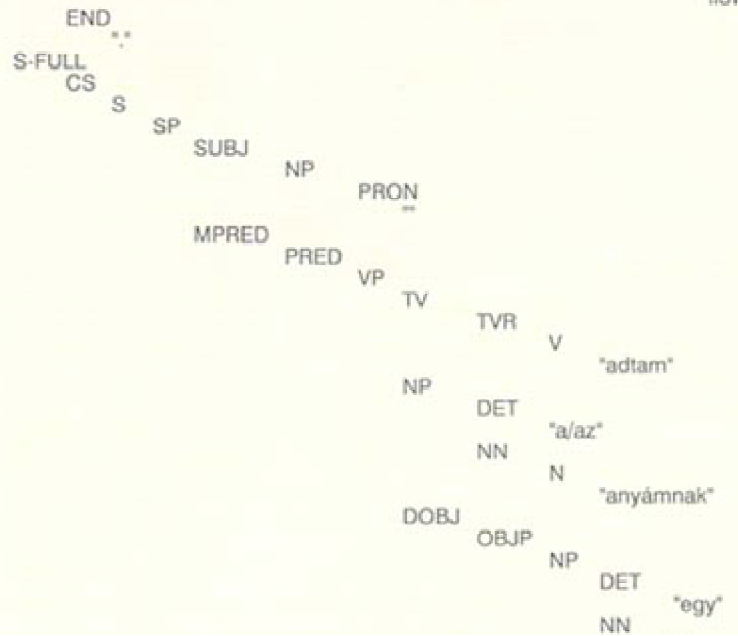 END
"."
S-FULL
CS
S
SP
SUBJ
NP
PRON
""
MPRED
PRED
VP
TV
TVR
V
"adtam"
NP
DET
"a/az"
NN
N
"anyámnak"
DOBJ
OBJP
NP
DET
"egy"
NN